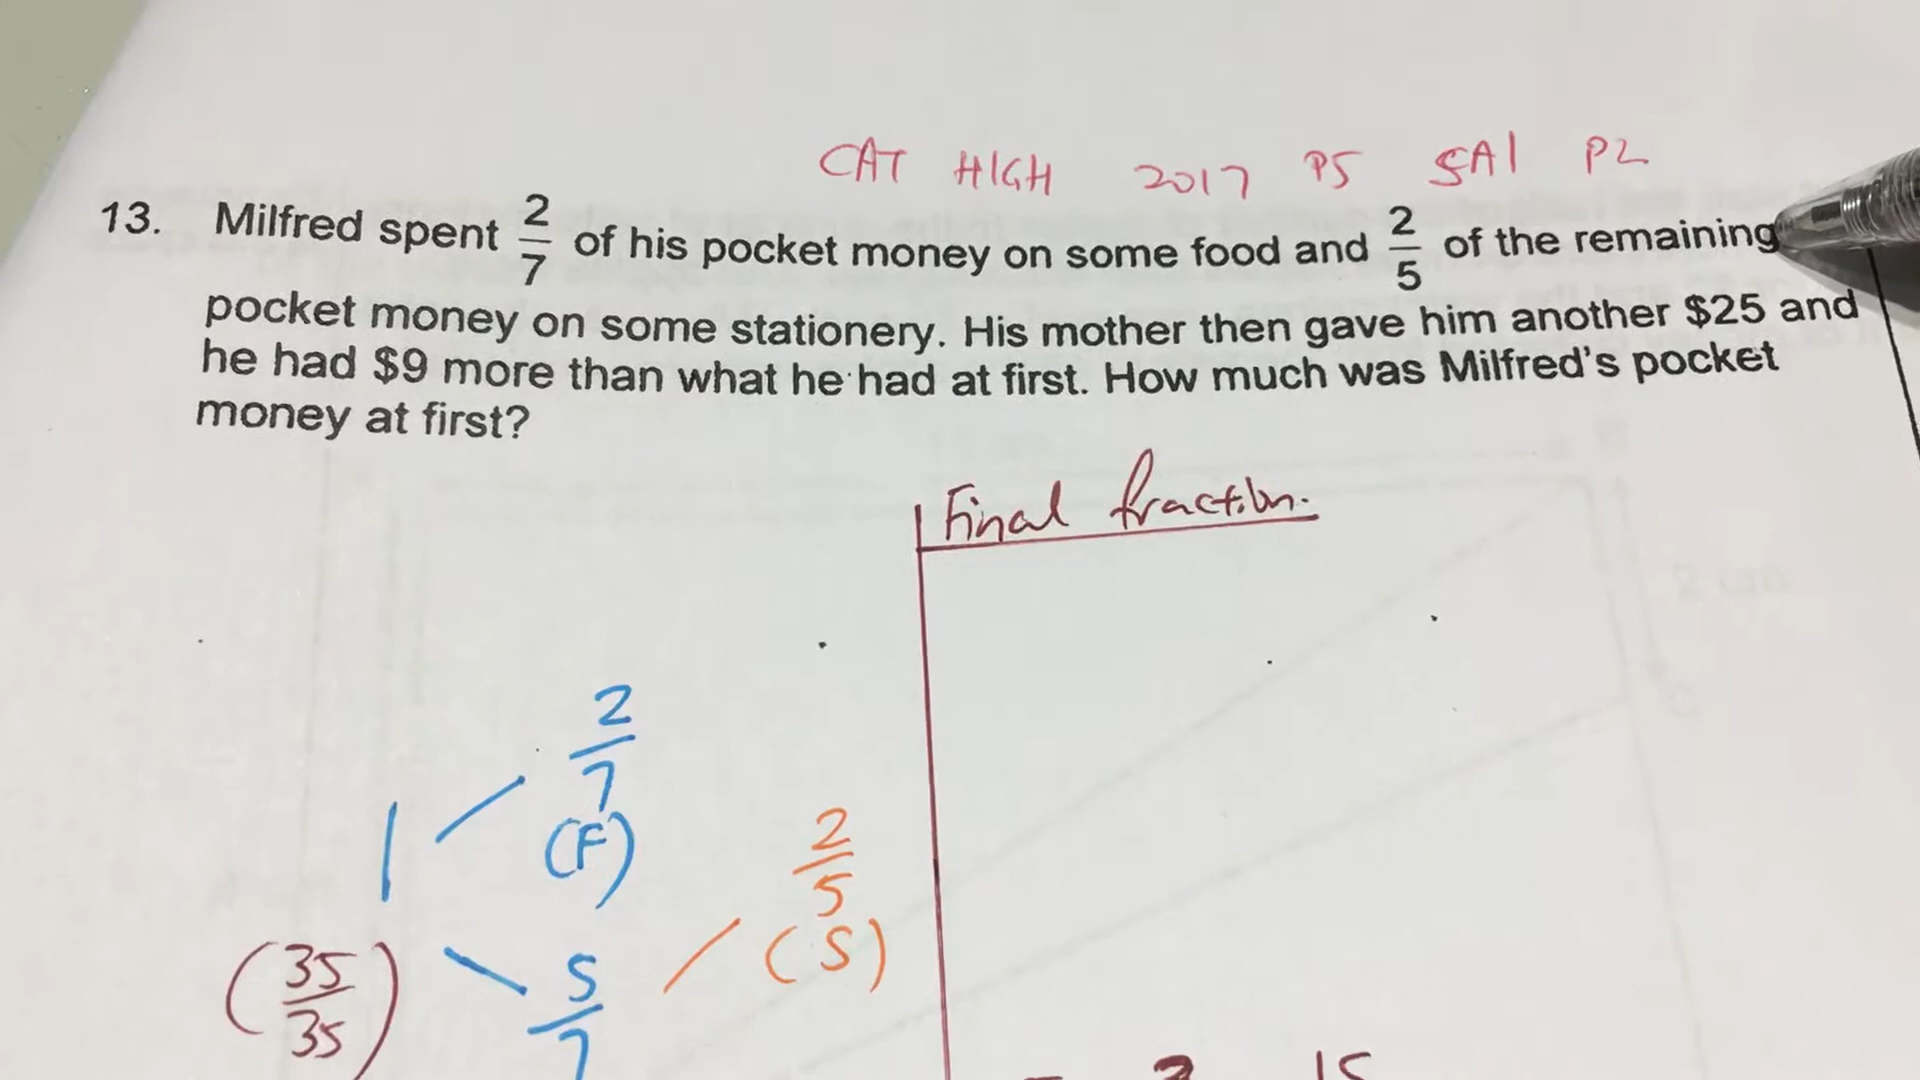 CAT HIGH 2017 P5 SA1 P2
13. Milfred spent 2/7 of his pocket money on some food and 2/5 of the remaining
pocket money on some stationery. His mother then gave him another $25 and
he had $9 more than what he had at first. How much was Milfred's pocket
money at first?
Final fraction.
2/7
(F)
1
2/5
(S)
(35/35)
5/7
15